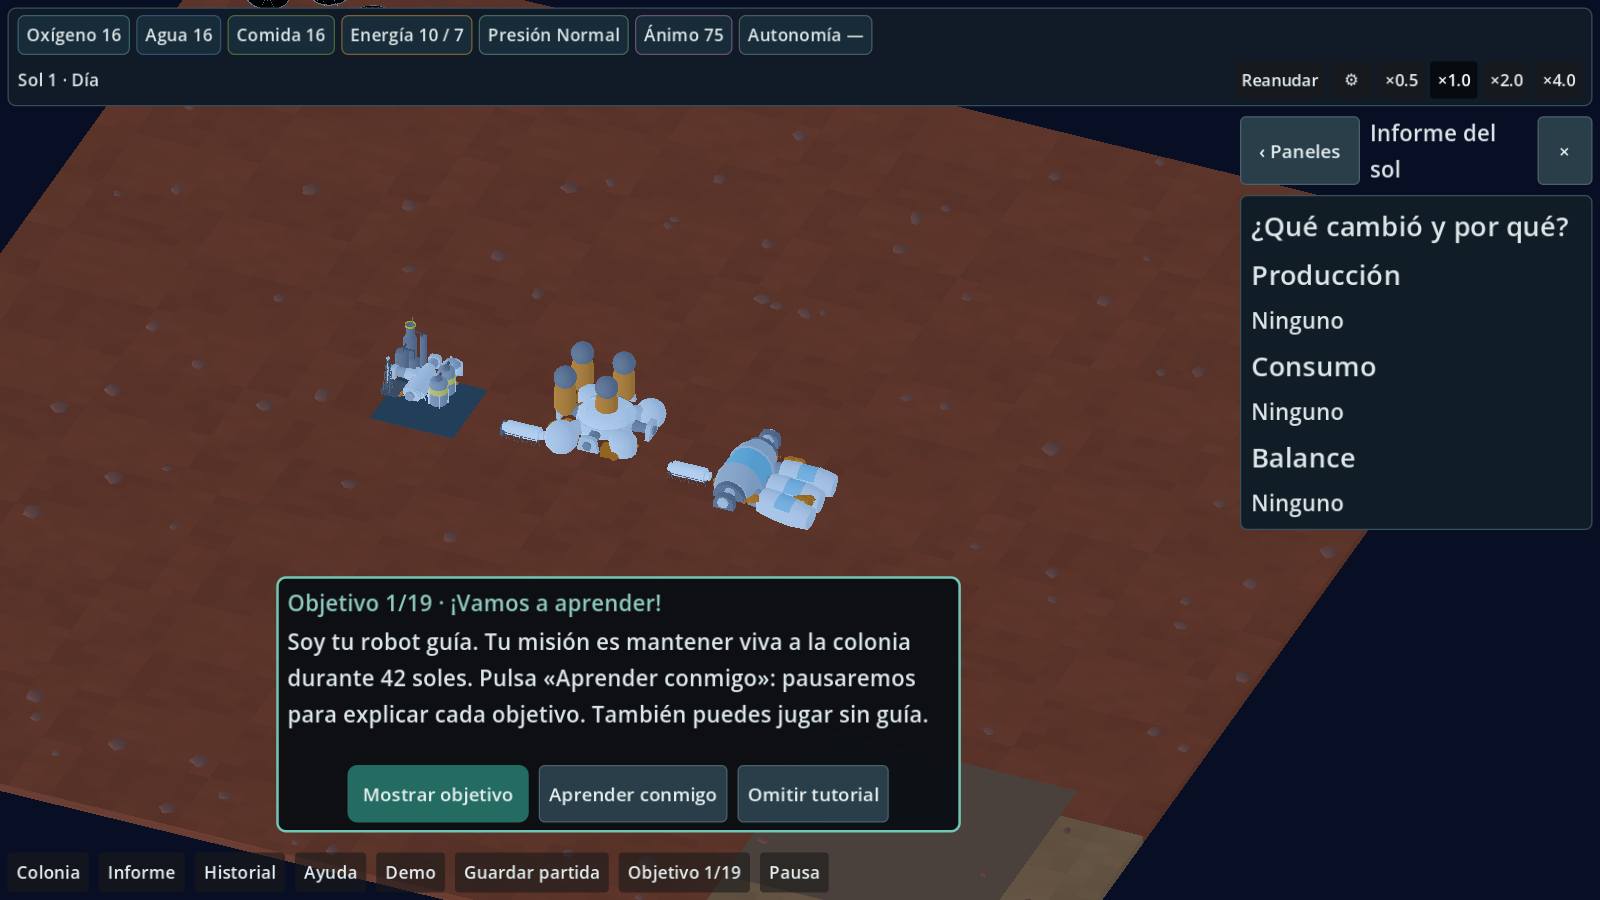 Oxígeno 16 Agua 16 Comida 16 Energía 10 / 7 Presión Normal Ánimo 75 Autonomía —
Sol 1 · Día Reanudar ⚙ ×0.5 ×1.0 ×2.0 ×4.0
‹ Paneles Informe del sol ×
¿Qué cambió y por qué?
Producción
Ninguno
Consumo
Ninguno
Balance
Ninguno
Objetivo 1/19 · ¡Vamos a aprender!
Soy tu robot guía. Tu misión es mantener viva a la colonia
durante 42 soles. Pulsa «Aprender conmigo»: pausaremos
para explicar cada objetivo. También puedes jugar sin guía.
Mostrar objetivo Aprender conmigo Omitir tutorial
Colonia Informe Historial Ayuda Demo Guardar partida Objetivo 1/19 Pausa